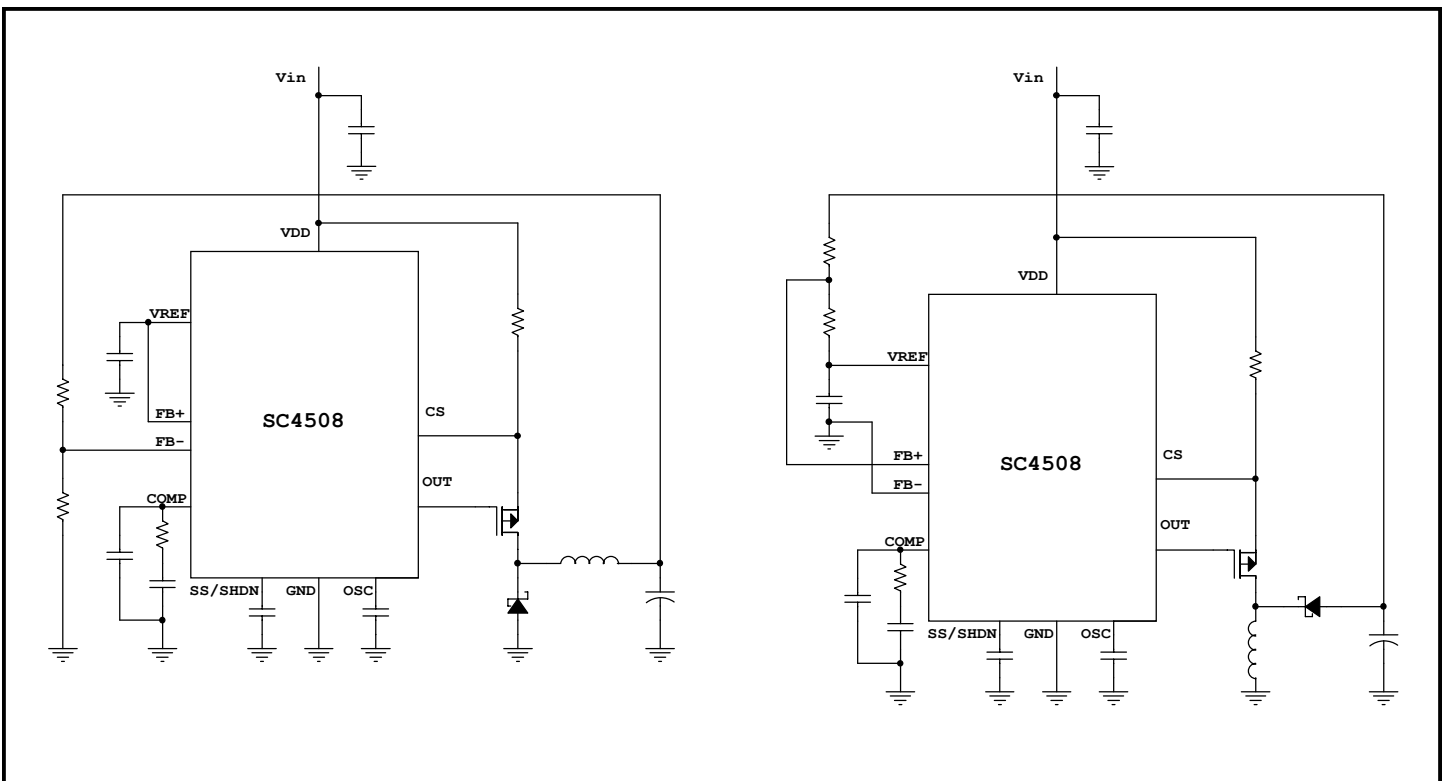 Vin
VDD
VREF
FB+
FB-
COMP
SC4508
CS
OUT
SS/SHDN
GND
OSC
Vin
VDD
VREF
FB+
FB-
COMP
SC4508
CS
OUT
SS/SHDN
GND
OSC